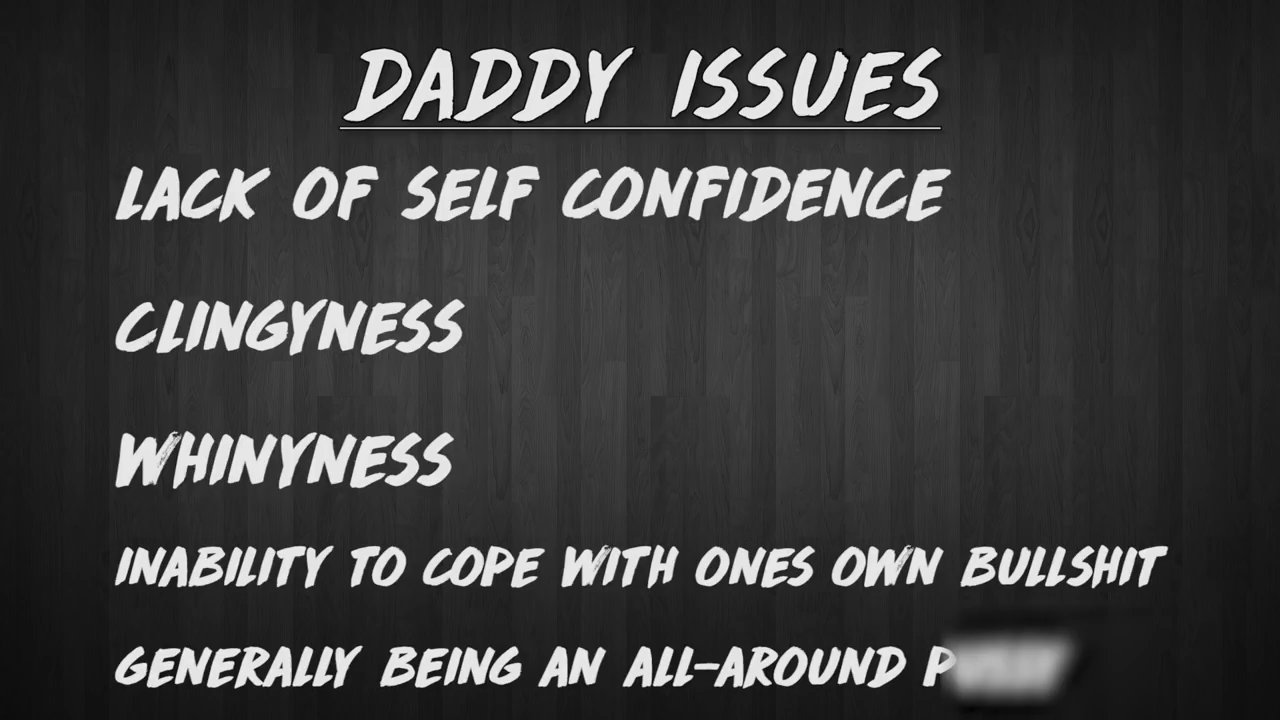 DADDY ISSUES
LACK OF SELF CONFIDENCE
CLINGYNESS
WHINYNESS
INABILITY TO COPE WITH ONES OWN BULLSHIT
GENERALLY BEING AN ALL-AROUND